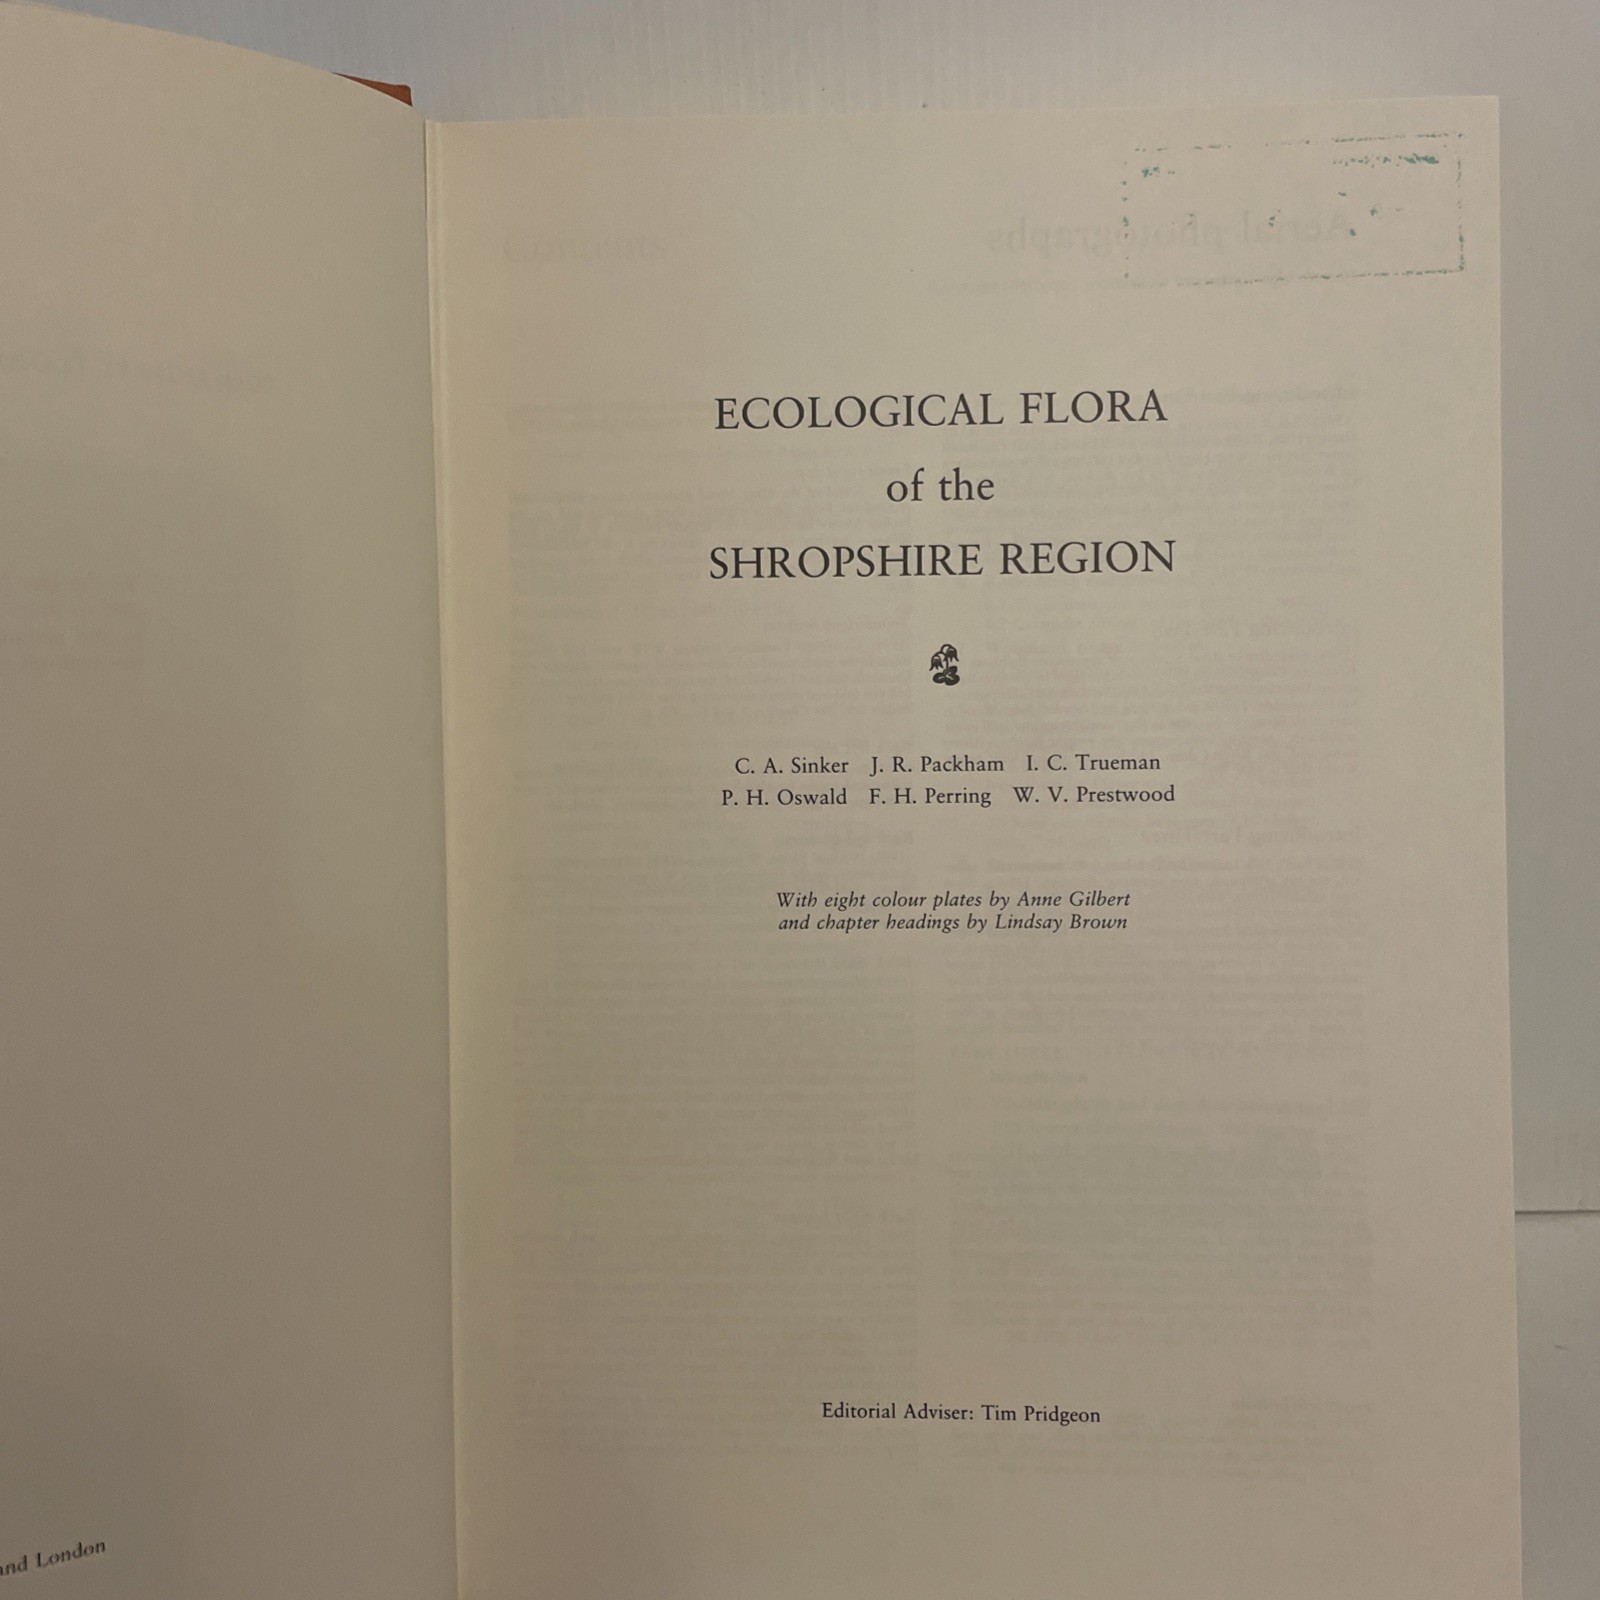 and London
ECOLOGICAL FLORA
of the
SHROPSHIRE REGION
C. A. Sinker J. R. Packham I. C. Trueman
P. H. Oswald F. H. Perring W. V. Prestwood
With eight colour plates by Anne Gilbert
and chapter headings by Lindsay Brown
Editorial Adviser: Tim Pridgeon